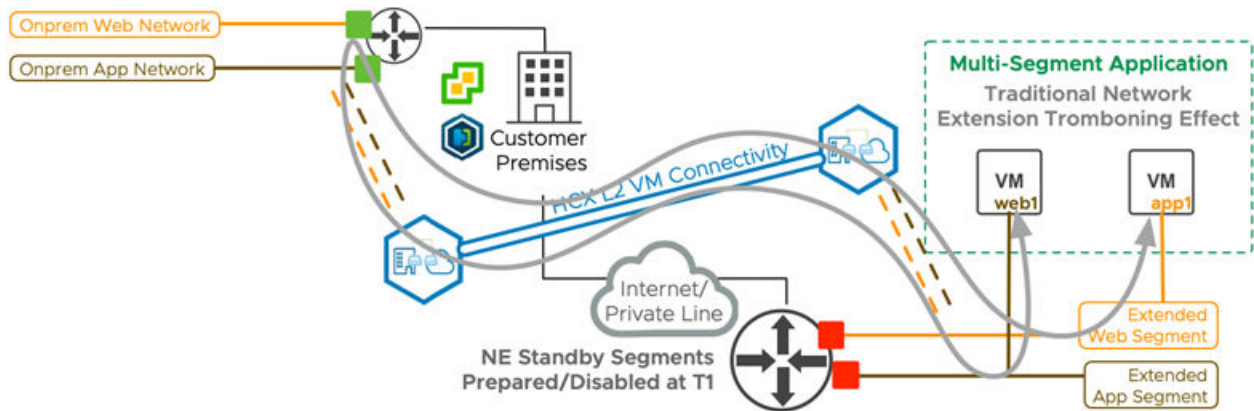 Onprem Web Network
Onprem App Network
Customer
Premises
HCX L2 VM Connectivity
Multi-Segment Application
Traditional Network
Extension Tromboning Effect
VM
web1
VM
app1
Internet/
Private Line
NE Standby Segments
Prepared/Disabled at T1
Extended
Web Segment
Extended
App Segment